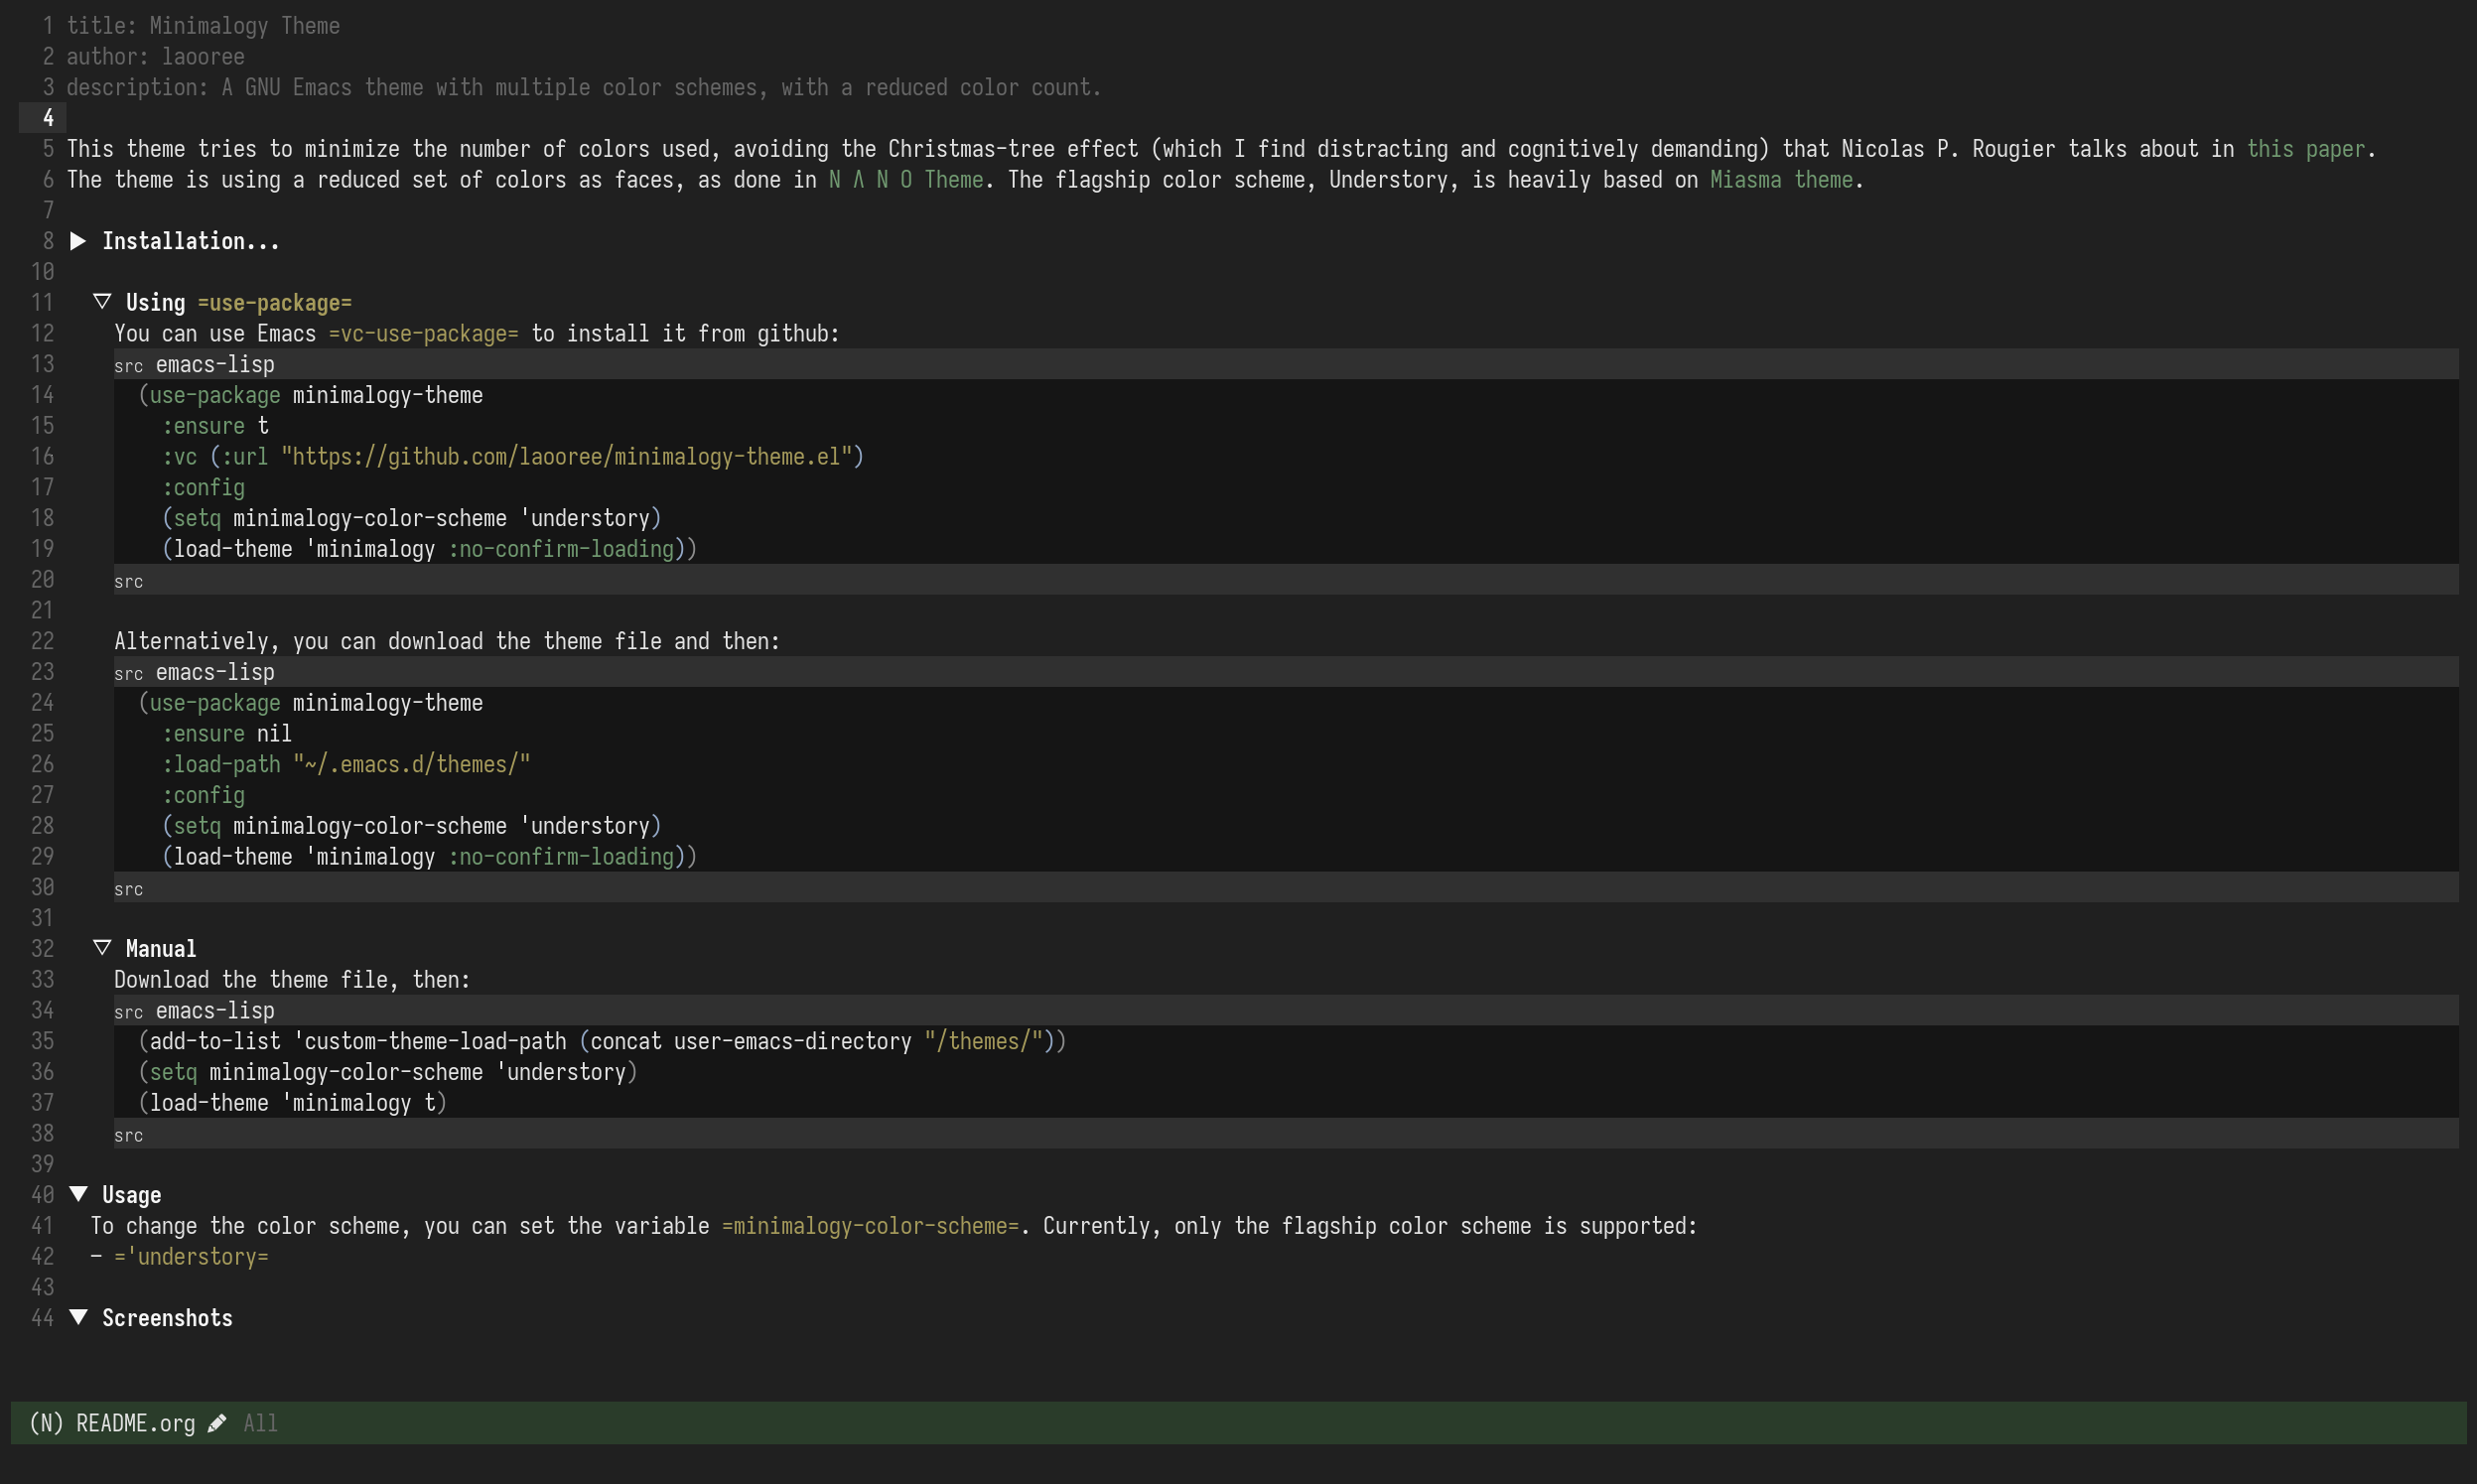 1 title: Minimalogy Theme
2 author: laooree
3 description: A GNU Emacs theme with multiple color schemes, with a reduced color count.
4
5 This theme tries to minimize the number of colors used, avoiding the Christmas-tree effect (which I find distracting and cognitively demanding) that Nicolas P. Rougier talks about in this paper.
6 The theme is using a reduced set of colors as faces, as done in N Λ N O Theme. The flagship color scheme, Understory, is heavily based on Miasma theme.
7
8 ▶ Installation...
10
11 ▽ Using =use-package=
12 You can use Emacs =vc-use-package= to install it from github:
13 src emacs-lisp
14 (use-package minimalogy-theme
15 :ensure t
16 :vc (:url "https://github.com/laooree/minimalogy-theme.el")
17 :config
18 (setq minimalogy-color-scheme 'understory)
19 (load-theme 'minimalogy :no-confirm-loading))
20 src
21
22 Alternatively, you can download the theme file and then:
23 src emacs-lisp
24 (use-package minimalogy-theme
25 :ensure nil
26 :load-path "~/.emacs.d/themes/"
27 :config
28 (setq minimalogy-color-scheme 'understory)
29 (load-theme 'minimalogy :no-confirm-loading))
30 src
31
32 ▽ Manual
33 Download the theme file, then:
34 src emacs-lisp
35 (add-to-list 'custom-theme-load-path (concat user-emacs-directory "/themes/"))
36 (setq minimalogy-color-scheme 'understory)
37 (load-theme 'minimalogy t)
38 src
39
40 ▼ Usage
41 To change the color scheme, you can set the variable =minimalogy-color-scheme=. Currently, only the flagship color scheme is supported:
42 - ='understory=
43
44 ▼ Screenshots
(N) README.org All